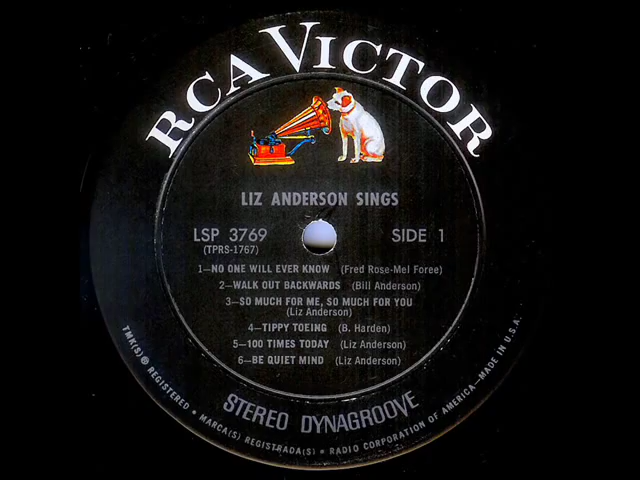 RCA VICTOR
LIZ ANDERSON SINGS
LSP 3769
(TPRS-1767)
SIDE 1
1—NO ONE WILL EVER KNOW (Fred Rose-Mel Foree)
2—WALK OUT BACKWARDS (Bill Anderson)
3—SO MUCH FOR ME, SO MUCH FOR YOU
(Liz Anderson)
4—TIPPY TOEING (B. Harden)
5—100 TIMES TODAY (Liz Anderson)
6—BE QUIET MIND (Liz Anderson)
STEREO DYNAGROOVE
TMK(S) ® REGISTERED • MARCA(S) REGISTRADA(S) • RADIO CORPORATION OF AMERICA—MADE IN U.S.A.